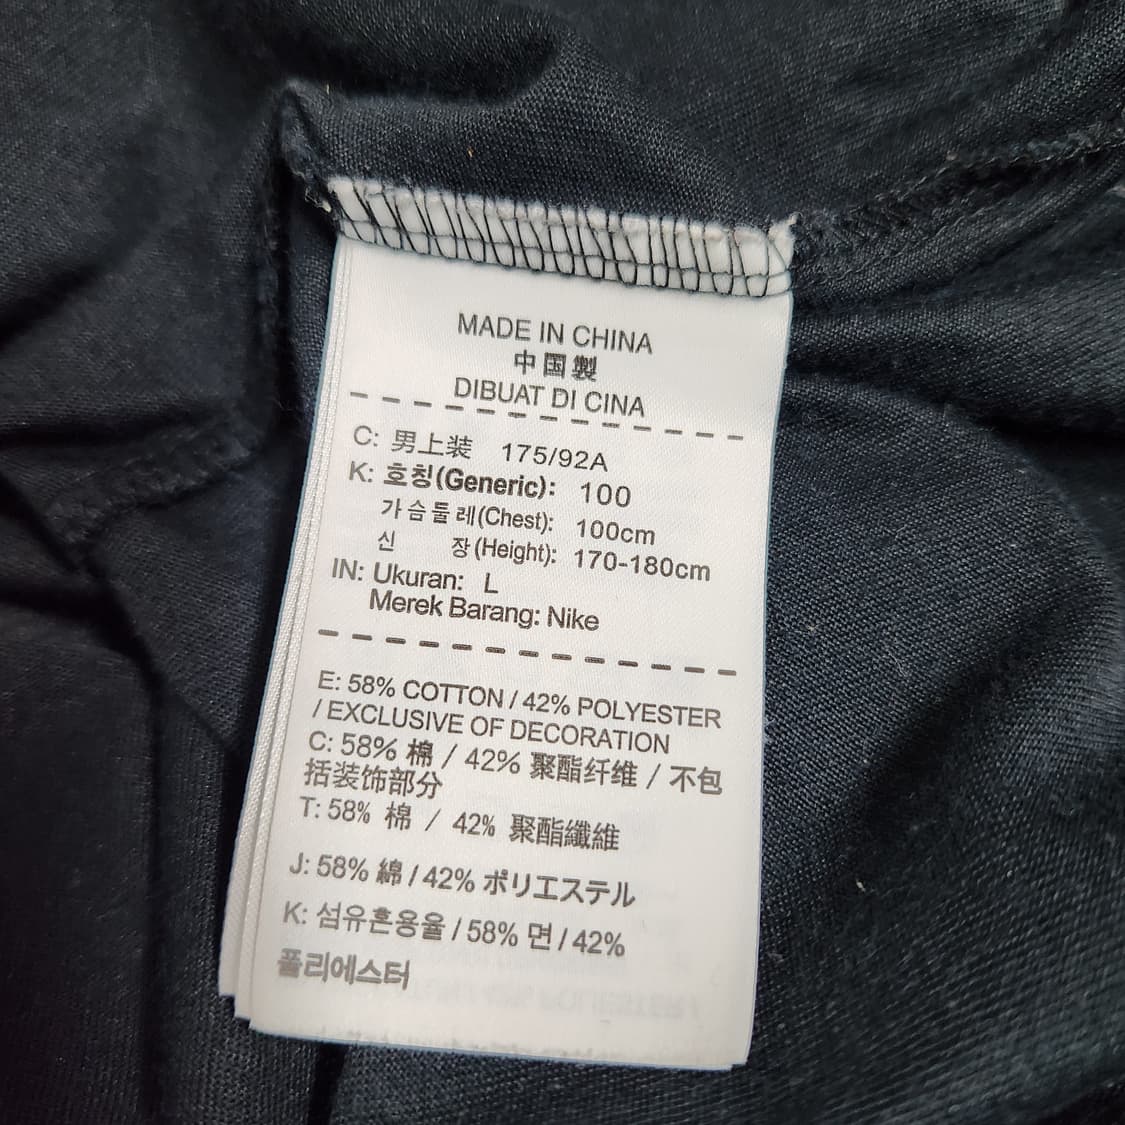 MADE IN CHINA
中国製
DIBUAT DI CINA
C: 男上装 175/92A
K: 호칭(Generic): 100
가슴둘레(Chest): 100cm
신 장(Height): 170-180cm
IN: Ukuran: L
Merek Barang: Nike
E: 58% COTTON / 42% POLYESTER
/ EXCLUSIVE OF DECORATION
C: 58% 棉 / 42% 聚酯纤维 / 不包
括装饰部分
T: 58% 棉 / 42% 聚酯纖維
J: 58% 綿 / 42% ポリエステル
K: 섬유혼용율 / 58% 면 / 42%
폴리에스터